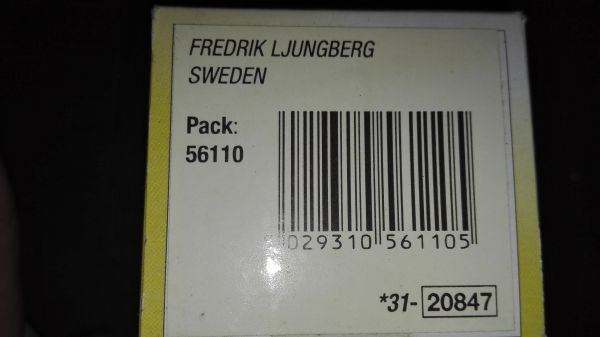 FREDRIK LJUNGBERG
SWEDEN
Pack:
56110
029310 561105
*31- 20847